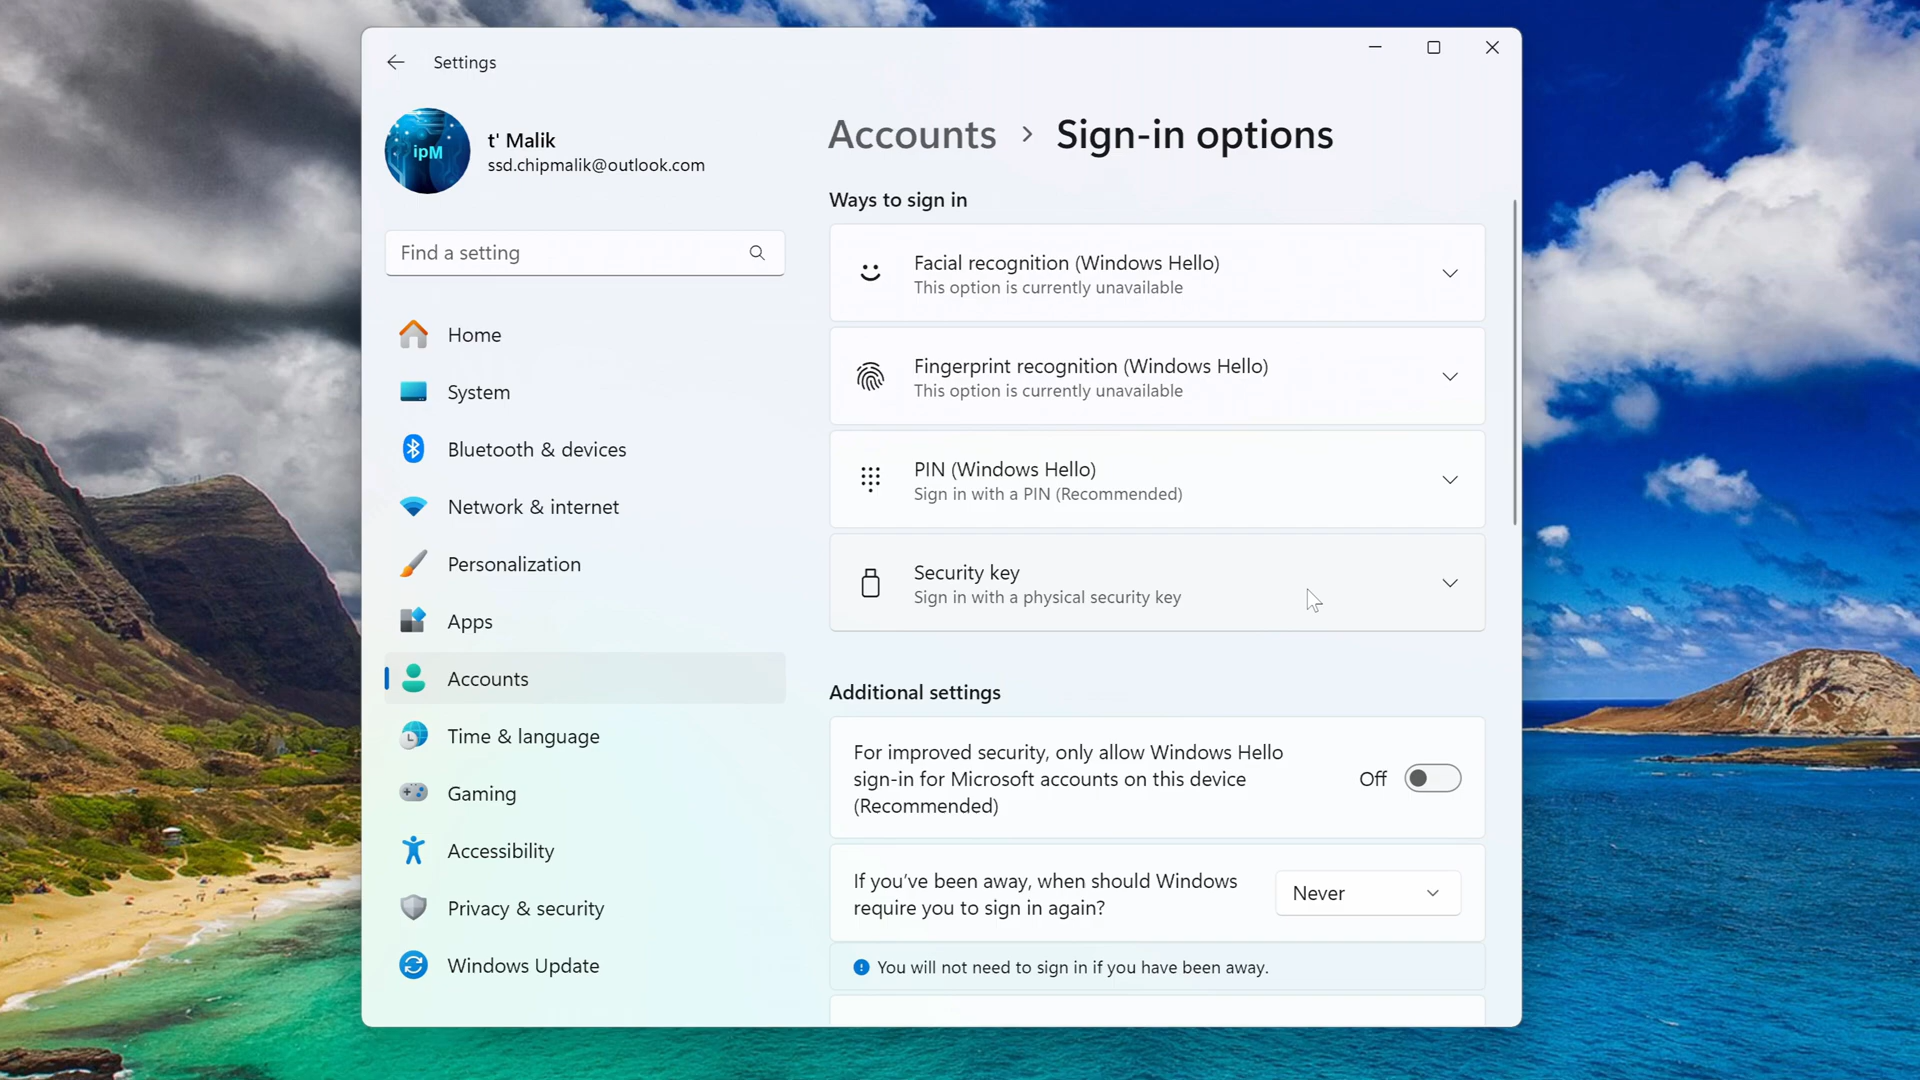 Settings
ipM
t' Malik
ssd.chipmalik@outlook.com
Find a setting
Home
System
Bluetooth & devices
Network & internet
Personalization
Apps
Accounts
Time & language
Gaming
Accessibility
Privacy & security
Windows Update
Accounts > Sign-in options
Ways to sign in
Facial recognition (Windows Hello)
This option is currently unavailable
Fingerprint recognition (Windows Hello)
This option is currently unavailable
PIN (Windows Hello)
Sign in with a PIN (Recommended)
Security key
Sign in with a physical security key
Additional settings
For improved security, only allow Windows Hello
sign-in for Microsoft accounts on this device
(Recommended)
Off
If you've been away, when should Windows
require you to sign in again?
Never
You will not need to sign in if you have been away.